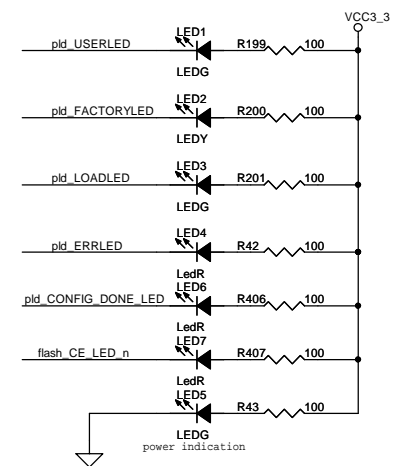 VCC3_3
LED1
pld_USERLED R199 100
LEDG
LED2
pld_FACTORYLED R200 100
LEDY
LED3
pld_LOADLED R201 100
LEDG
LED4
pld_ERRLED R42 100
LedR
LED6
pld_CONFIG_DONE_LED R406 100
LedR
LED7
flash_CE_LED_n R407 100
LedR
LED5
R43 100
LEDG
power indication